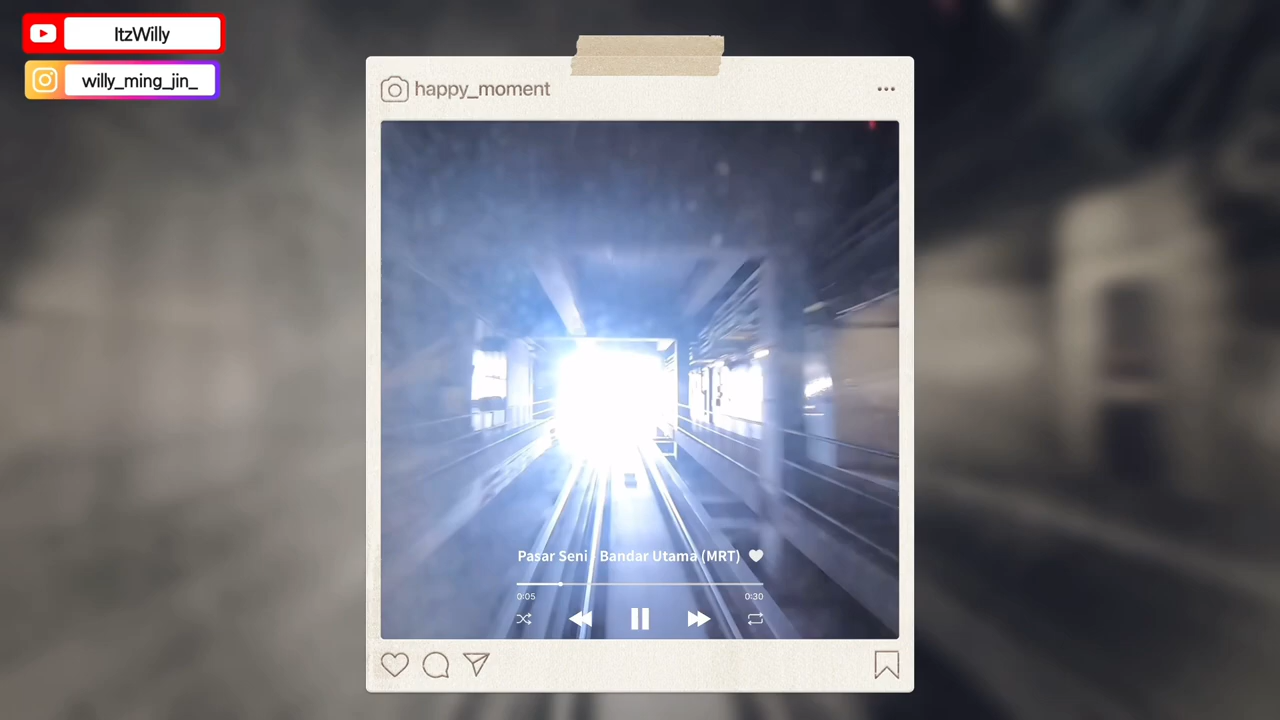 ItzWilly
willy_ming_jin_
happy_moment
Pasar Seni - Bandar Utama (MRT)
0:05
0:30